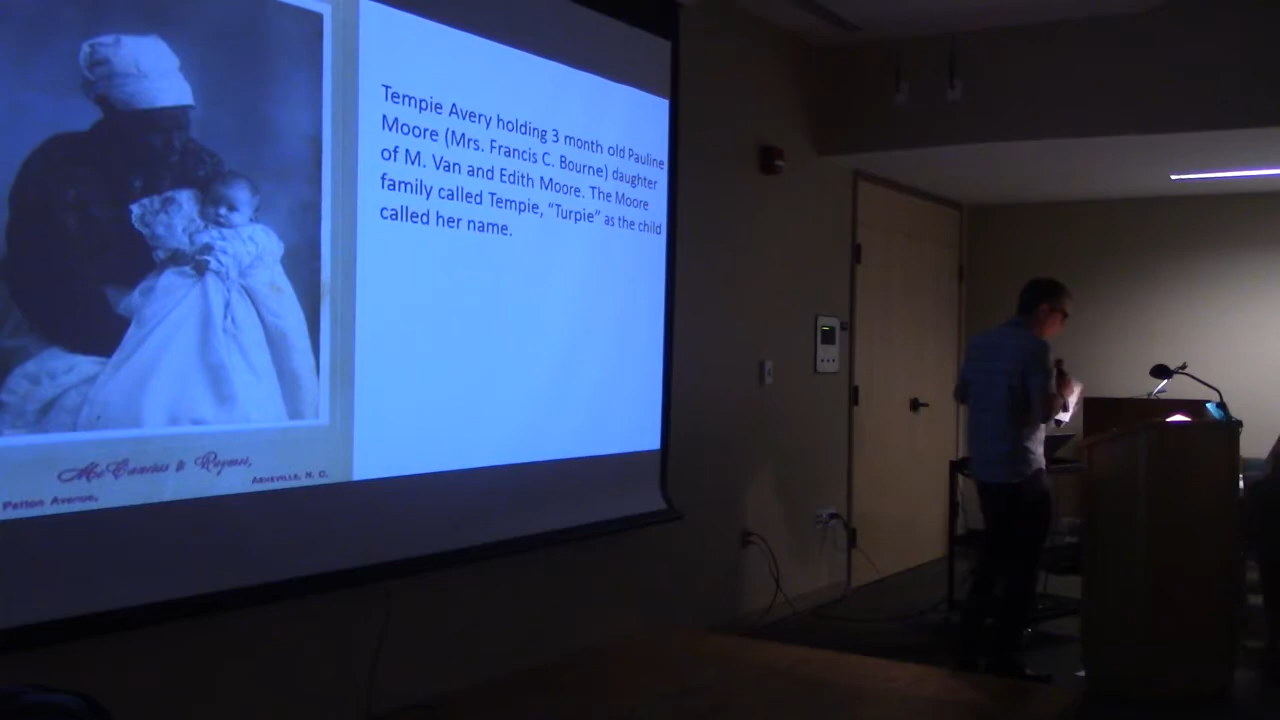 Tempie Avery holding 3 month old Pauline
Moore (Mrs. Francis C. Bourne) daughter
of M. Van and Edith Moore. The Moore
family called Tempie, “Turpie” as the child
called her name.
Asheville, N. C.
Patton Avenue,